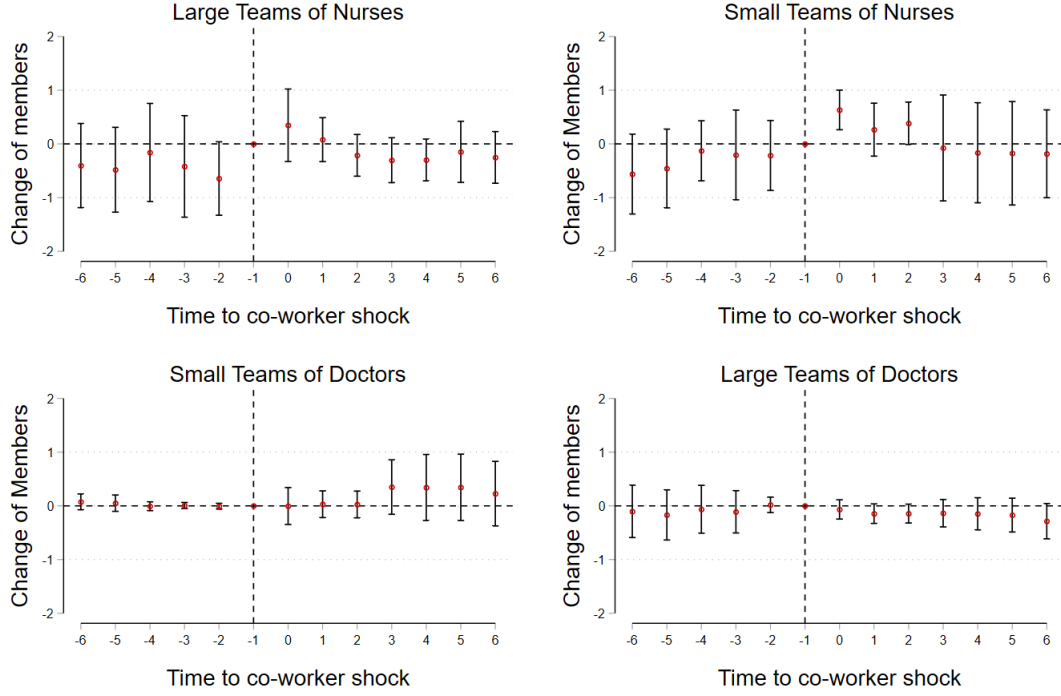 Large Teams of Nurses
Change of members
2
1
0
-1
-2
-6 -5 -4 -3 -2 -1 0 1 2 3 4 5 6
Time to co-worker shock
Small Teams of Nurses
Change of Members
2
1
0
-1
-2
-6 -5 -4 -3 -2 -1 0 1 2 3 4 5 6
Time to co-worker shock
Small Teams of Doctors
Change of Members
2
1
0
-1
-2
-6 -5 -4 -3 -2 -1 0 1 2 3 4 5 6
Time to co-worker shock
Large Teams of Doctors
Change of members
2
1
0
-1
-2
-6 -5 -4 -3 -2 -1 0 1 2 3 4 5 6
Time to co-worker shock